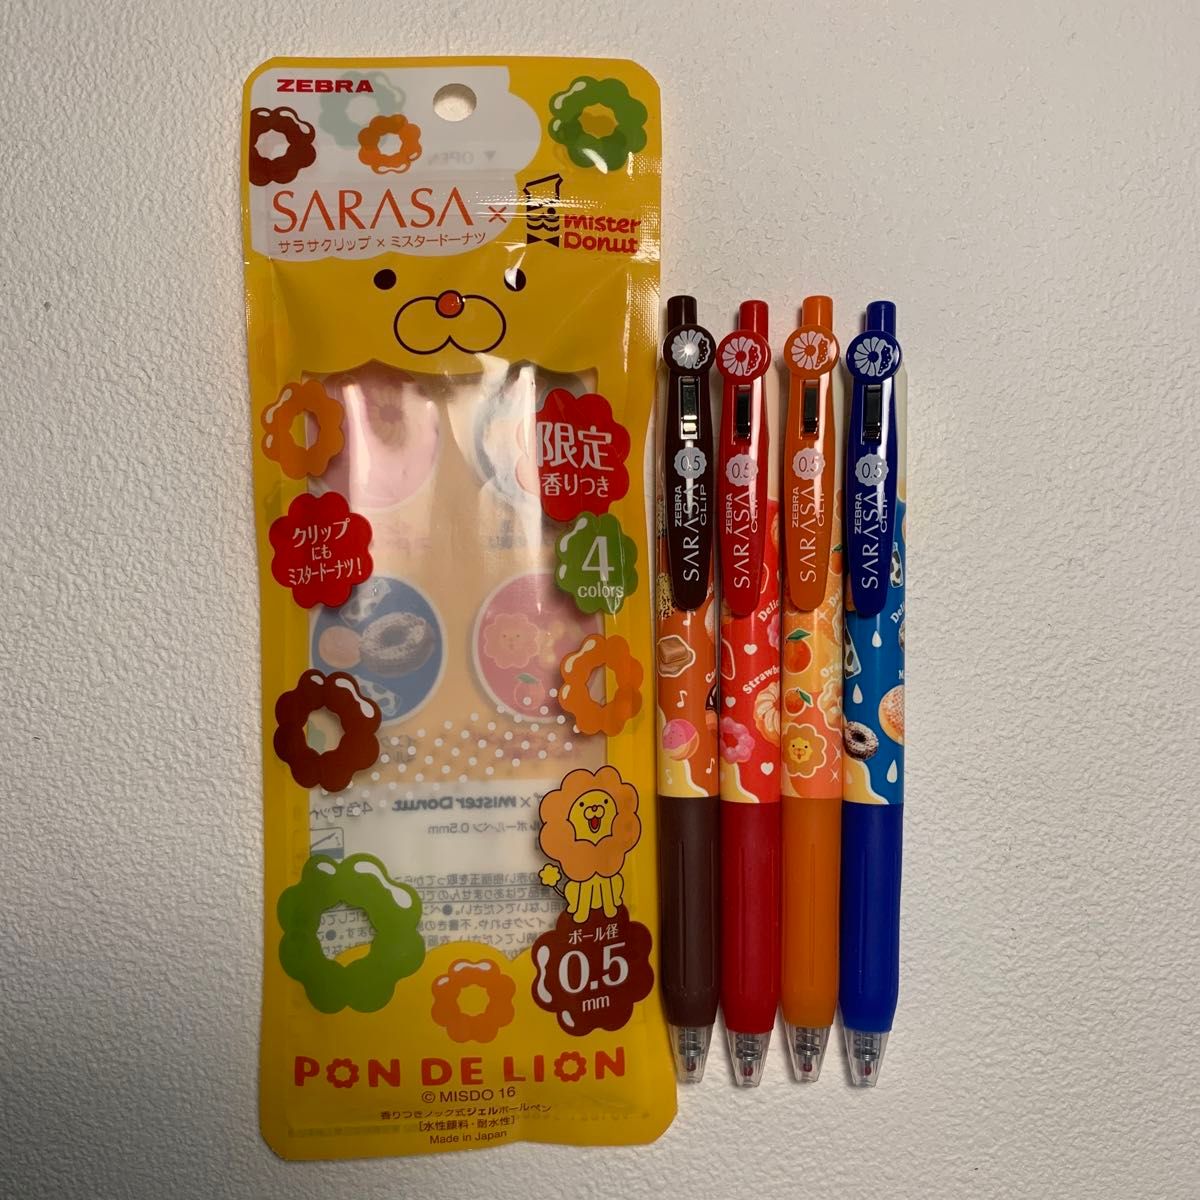 ZEBRA
OPEN
SARASA × mister Donut
サラサクリップ × ミスタードーナツ
限定
香りつき
クリップ
にも
ミスタードーナツ!
4
colors
ボール径
0.5
mm
PON DE LION
© MISDO 16
香りつきノック式ジェルボールペン
[水性顔料・耐水性]
Made in Japan
0.5
ZEBRA
SARASA
CLIP
0.5
ZEBRA
SARASA
CLIP
0.5
ZEBRA
SARASA
CLIP
0.5
ZEBRA
SARASA
CLIP